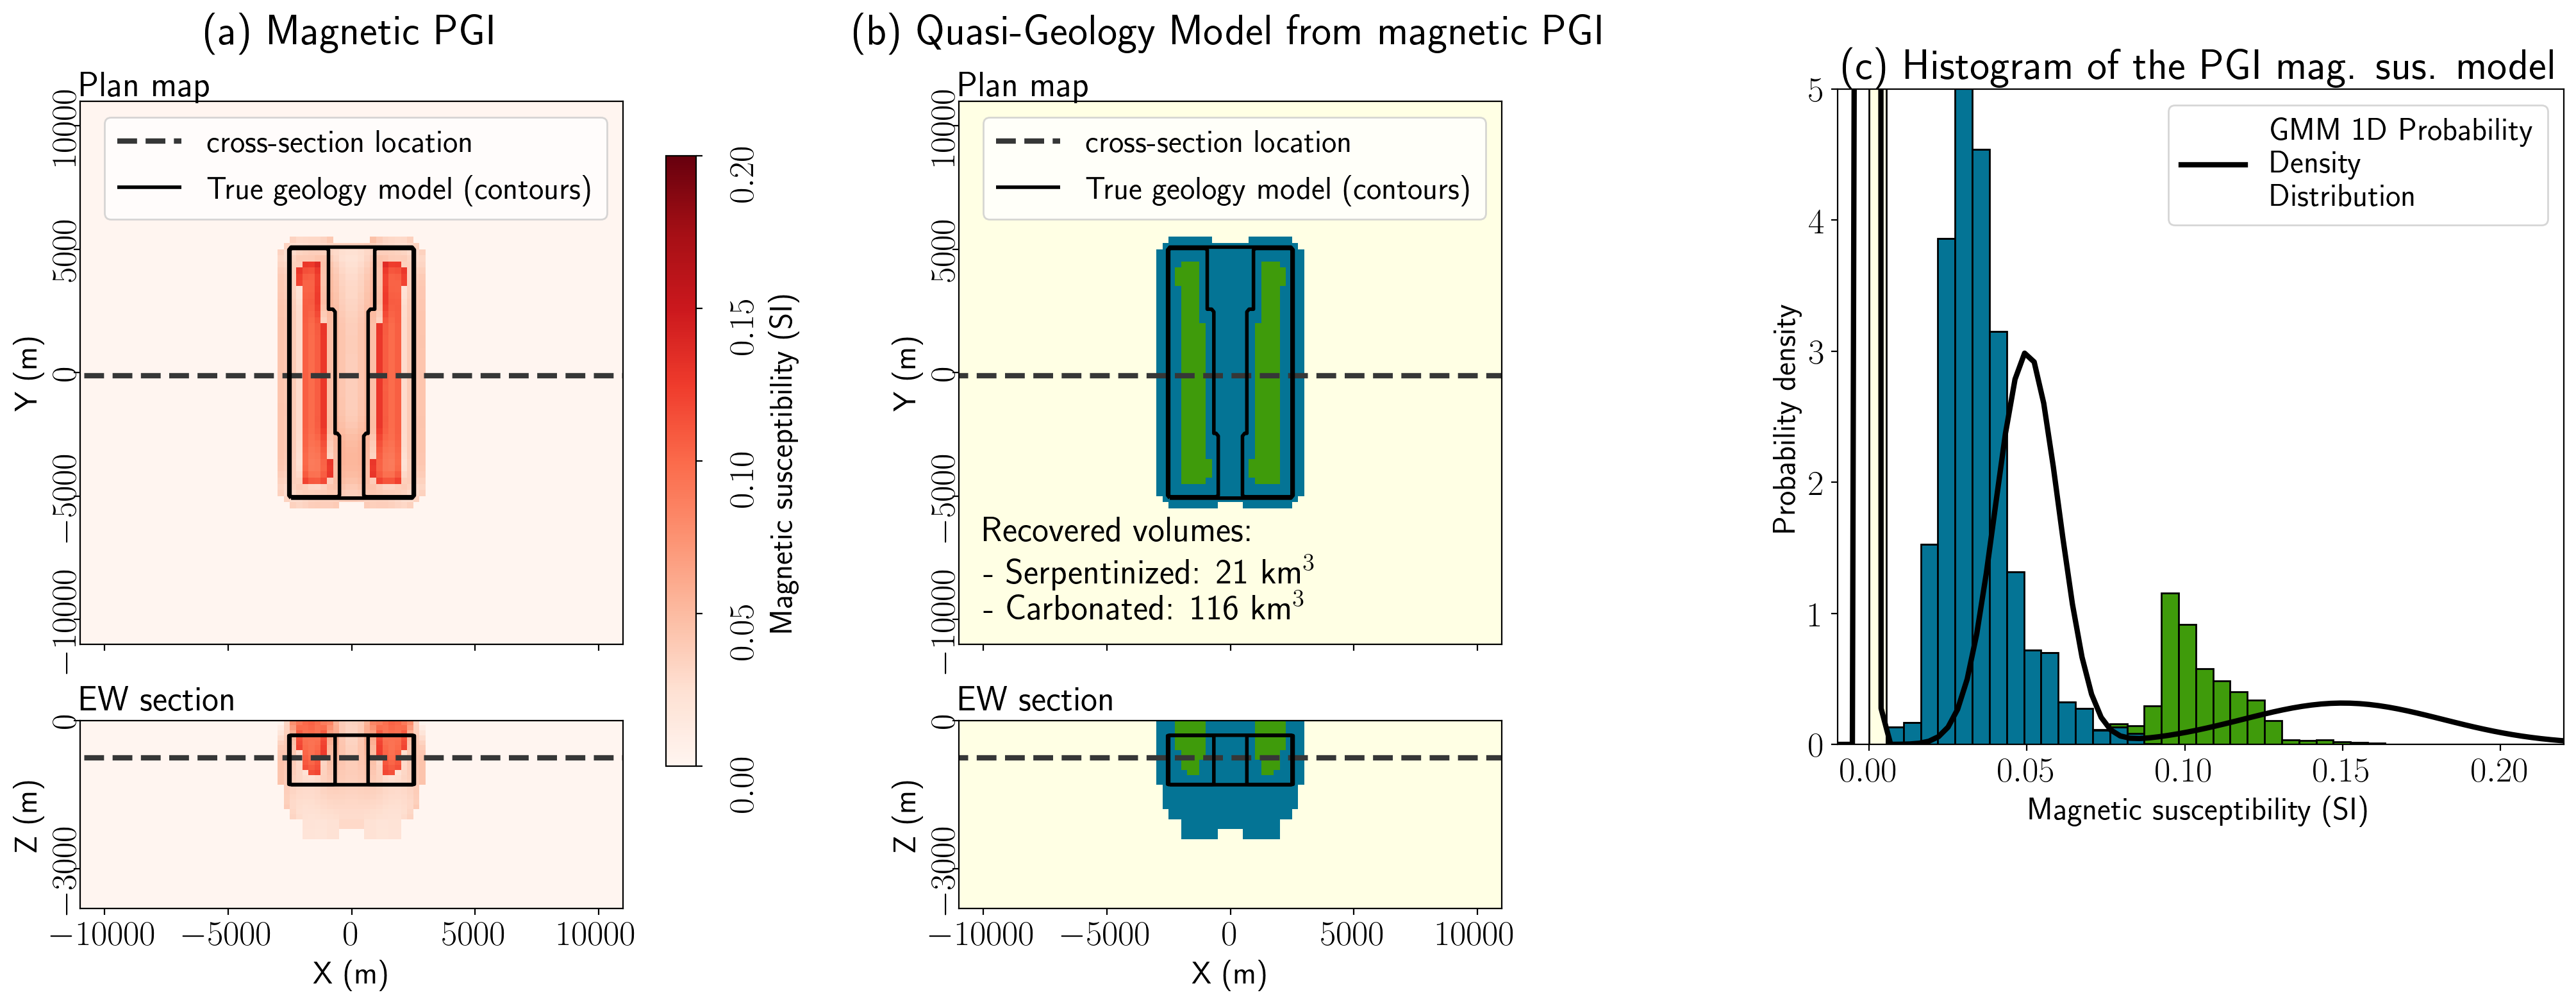 (a) Magnetic PGI
Plan map
cross-section location
True geology model (contours)
10000
5000
0
−5000
−10000
Y (m)
EW section
0
−3000
Z (m)
−10000 −5000 0 5000 10000
X (m)
0.20
0.15
0.10
0.05
0.00
Magnetic susceptibility (SI)
(b) Quasi-Geology Model from magnetic PGI
Plan map
cross-section location
True geology model (contours)
10000
5000
0
−5000
−10000
Y (m)
Recovered volumes:
- Serpentinized: 21 km³
- Carbonated: 116 km³
EW section
0
−3000
Z (m)
−10000 −5000 0 5000 10000
X (m)
(c) Histogram of the PGI mag. sus. model
GMM 1D Probability
Density
Distribution
5
4
3
2
1
0
Probability density
0.00 0.05 0.10 0.15 0.20
Magnetic susceptibility (SI)